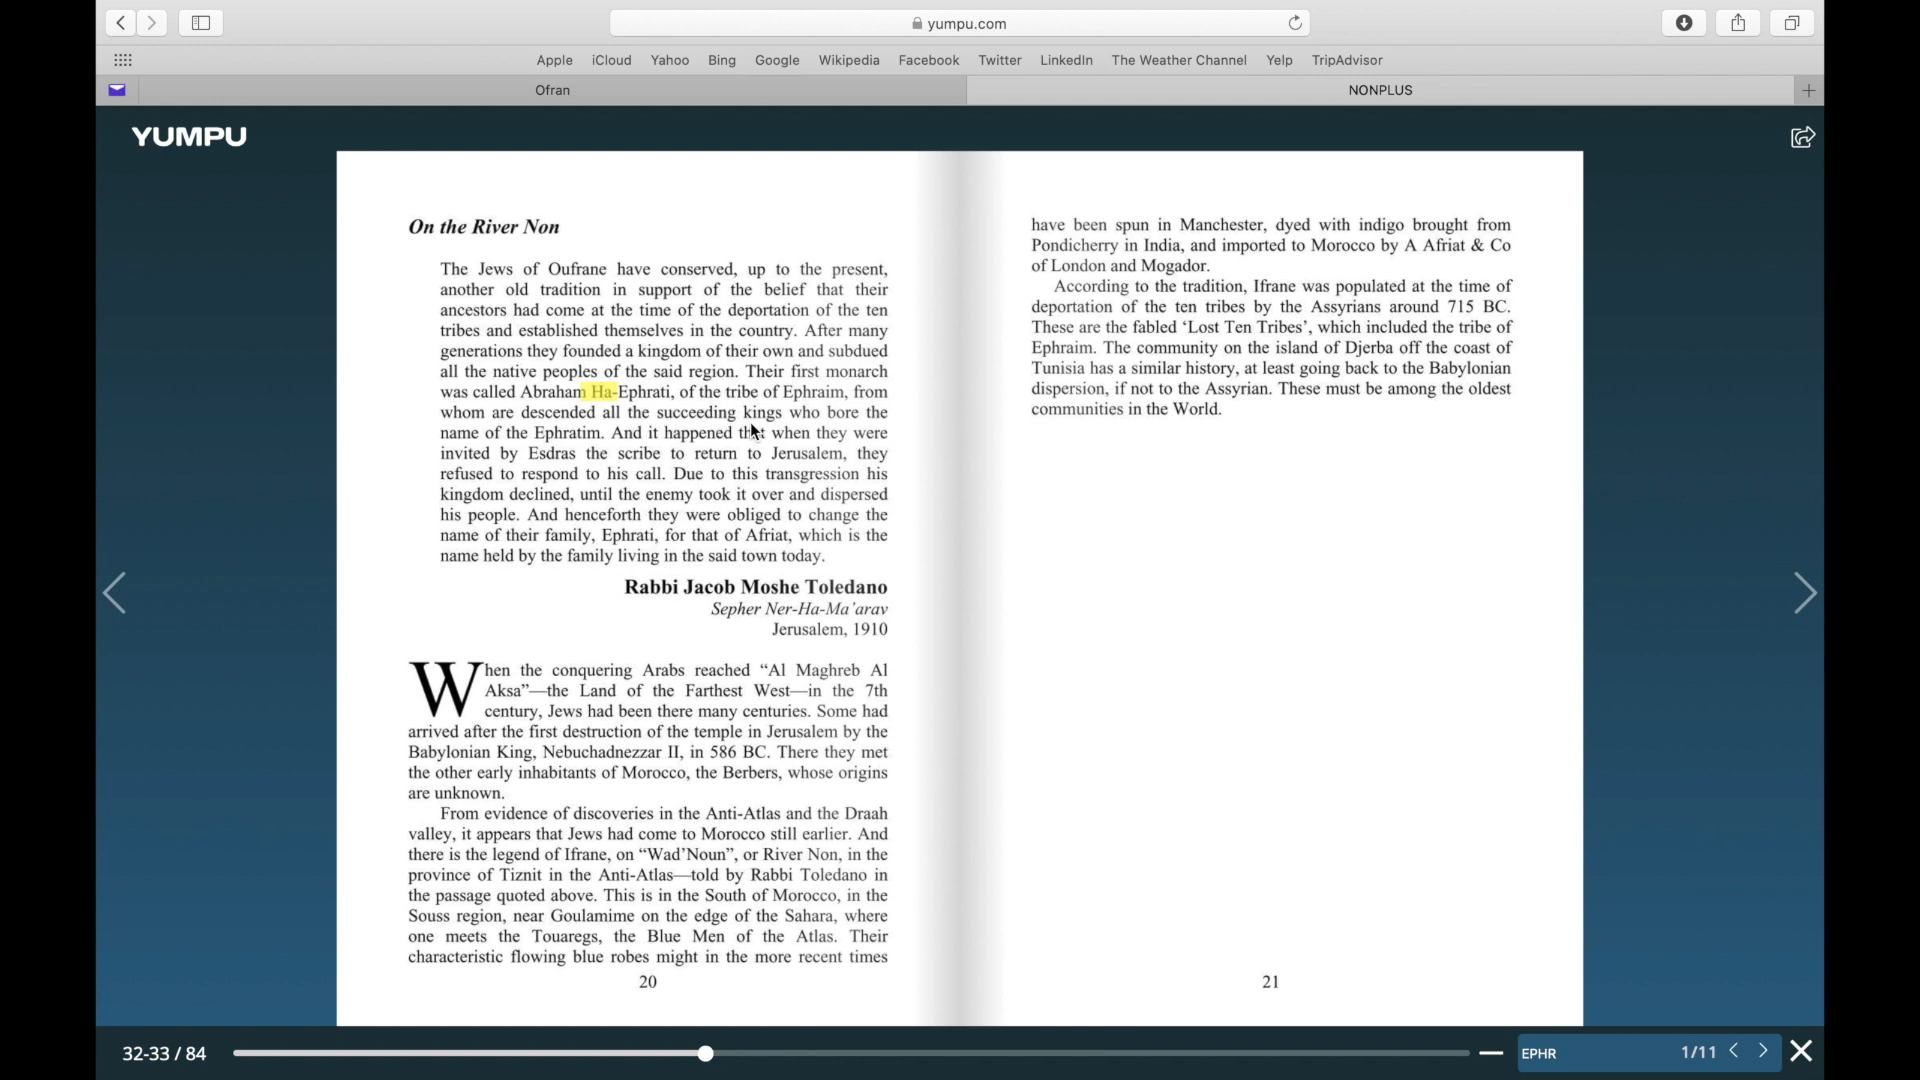 yumpu.com
Apple iCloud Yahoo Bing Google Wikipedia Facebook Twitter LinkedIn The Weather Channel Yelp TripAdvisor
Ofran NONPLUS
YUMPU
On the River Non
The Jews of Oufrane have conserved, up to the present,
another old tradition in support of the belief that their
ancestors had come at the time of the deportation of the ten
tribes and established themselves in the country. After many
generations they founded a kingdom of their own and subdued
all the native peoples of the said region. Their first monarch
was called Abraham Ha-Ephrati, of the tribe of Ephraim, from
whom are descended all the succeeding kings who bore the
name of the Ephratim. And it happened that when they were
invited by Esdras the scribe to return to Jerusalem, they
refused to respond to his call. Due to this transgression his
kingdom declined, until the enemy took it over and dispersed
his people. And henceforth they were obliged to change the
name of their family, Ephrati, for that of Afriat, which is the
name held by the family living in the said town today.
Rabbi Jacob Moshe Toledano
Sepher Ner-Ha-Ma'arav
Jerusalem, 1910
When the conquering Arabs reached “Al Maghreb Al
Aksa”—the Land of the Farthest West—in the 7th
century, Jews had been there many centuries. Some had
arrived after the first destruction of the temple in Jerusalem by the
Babylonian King, Nebuchadnezzar II, in 586 BC. There they met
the other early inhabitants of Morocco, the Berbers, whose origins
are unknown.
From evidence of discoveries in the Anti-Atlas and the Draah
valley, it appears that Jews had come to Morocco still earlier. And
there is the legend of Ifrane, on “Wad’Noun”, or River Non, in the
province of Tiznit in the Anti-Atlas—told by Rabbi Toledano in
the passage quoted above. This is in the South of Morocco, in the
Souss region, near Goulamime on the edge of the Sahara, where
one meets the Touaregs, the Blue Men of the Atlas. Their
characteristic flowing blue robes might in the more recent times
20
have been spun in Manchester, dyed with indigo brought from
Pondicherry in India, and imported to Morocco by A Afriat & Co
of London and Mogador.
According to the tradition, Ifrane was populated at the time of
deportation of the ten tribes by the Assyrians around 715 BC.
These are the fabled ‘Lost Ten Tribes’, which included the tribe of
Ephraim. The community on the island of Djerba off the coast of
Tunisia has a similar history, at least going back to the Babylonian
dispersion, if not to the Assyrian. These must be among the oldest
communities in the World.
21
32-33 / 84
EPHR 1/11